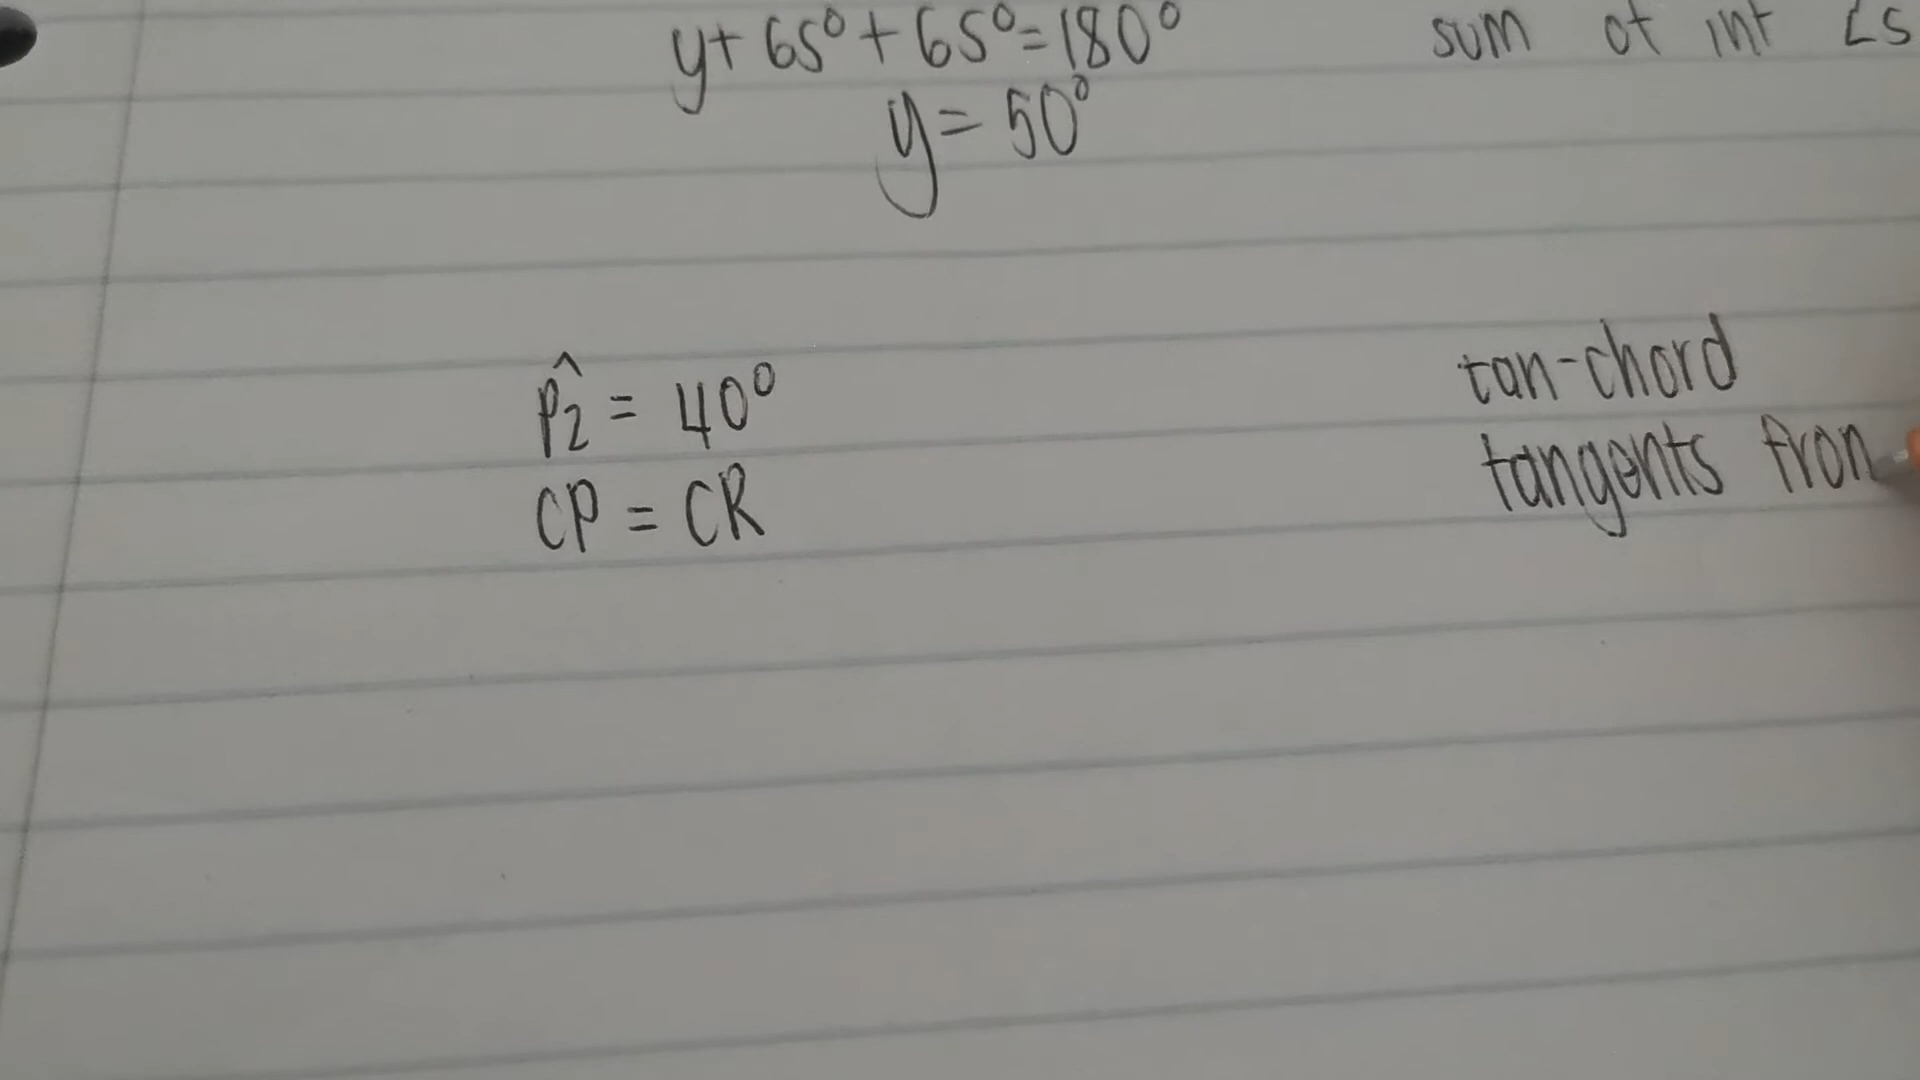 y + 65° + 65° = 180° sum of int ∠s
y = 50°
P̂2 = 40° tan-chord
CP = CR tangents from